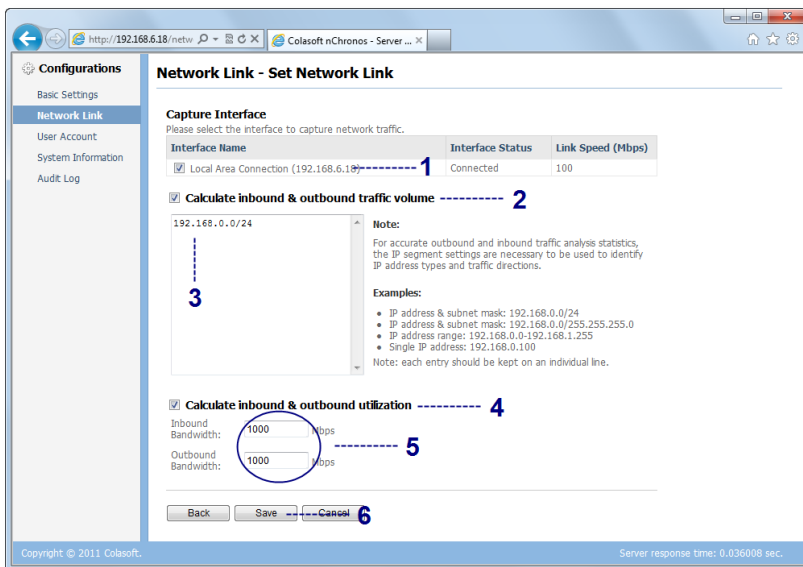 http://192.168.6.18/netw
Colasoft nChronos - Server ...
Configurations
Basic Settings
Network Link
User Account
System Information
Audit Log
Network Link - Set Network Link
Capture Interface
Please select the interface to capture network traffic.
Interface Name Interface Status Link Speed (Mbps)
Local Area Connection (192.168.6.18) 1 Connected 100
Calculate inbound & outbound traffic volume 2
192.168.0.0/24
3
Note:
For accurate outbound and inbound traffic analysis statistics,
the IP segment settings are necessary to be used to identify
IP address types and traffic directions.
Examples:
• IP address & subnet mask: 192.168.0.0/24
• IP address & subnet mask: 192.168.0.0/255.255.255.0
• IP address range: 192.168.0.0-192.168.1.255
• Single IP address: 192.168.0.100
Note: each entry should be kept on an individual line.
Calculate inbound & outbound utilization 4
Inbound
Bandwidth: 1000 Mbps
5
Outbound
Bandwidth: 1000 Mbps
Back Save Cancel 6
Copyright © 2011 Colasoft. Server response time: 0.036008 sec.